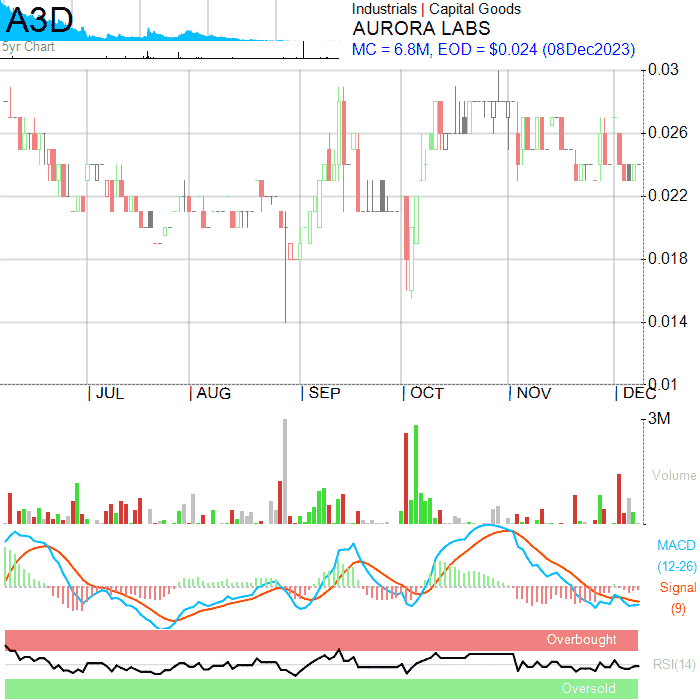 A3D
5yr Chart
Industrials | Capital Goods
AURORA LABS
MC = 6.8M, EOD = $0.024 (08Dec2023)
0.03
0.026
0.022
0.018
0.014
0.01
| JUL | AUG | SEP | OCT | NOV | DEC
3M
Volume
MACD
(12-26)
Signal
(9)
Overbought
RSI(14)
Oversold